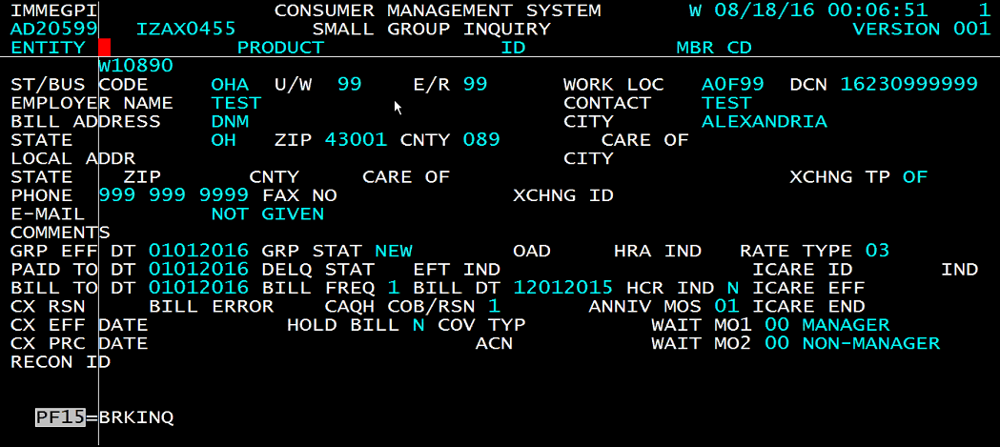 IMMEGPI CONSUMER MANAGEMENT SYSTEM W 08/18/16 00:06:51 1
AD20599 IZAX0455 SMALL GROUP INQUIRY VERSION 001
ENTITY PRODUCT ID MBR CD
W10890
ST/BUS CODE OHA U/W 99 E/R 99 WORK LOC A0F99 DCN 16230999999
EMPLOYER NAME TEST CONTACT TEST
BILL ADDRESS DNM CITY ALEXANDRIA
STATE OH ZIP 43001 CNTY 089 CARE OF
LOCAL ADDR CITY
STATE ZIP CNTY CARE OF XCHNG TP OF
PHONE 999 999 9999 FAX NO XCHNG ID
E-MAIL NOT GIVEN
COMMENTS
GRP EFF DT 01012016 GRP STAT NEW OAD HRA IND RATE TYPE 03
PAID TO DT 01012016 DELQ STAT EFT IND ICARE ID IND
BILL TO DT 01012016 BILL FREQ 1 BILL DT 12012015 HCR IND N ICARE EFF
CX RSN BILL ERROR CAQH COB/RSN 1 ANNIV MOS 01 ICARE END
CX EFF DATE HOLD BILL N COV TYP WAIT MO1 00 MANAGER
CX PRC DATE ACN WAIT MO2 00 NON-MANAGER
RECON ID
PF15=BRKINQ